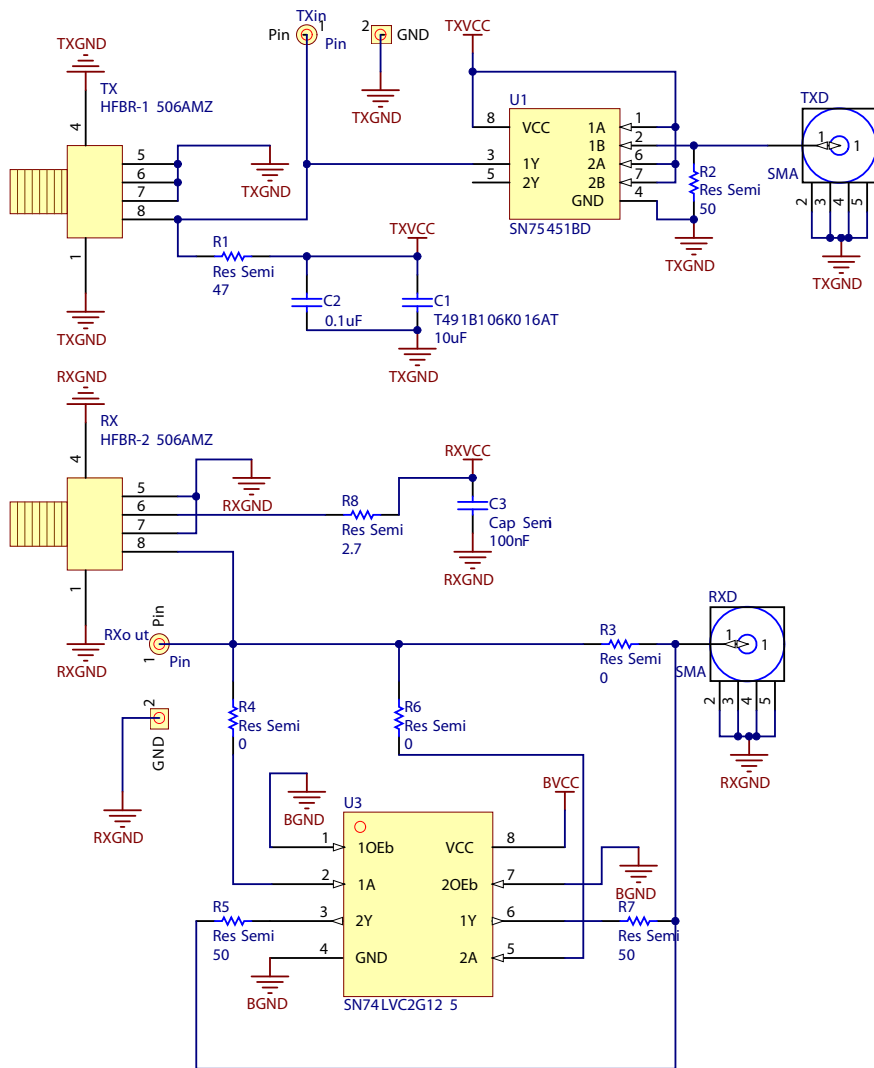 TXGND
TX
HFBR-1 506AMZ
4
5
6
7
8
1
TXGND
TXGND
TXin
Pin
1
Pin
2
GND
TXGND
R1
Res Semi
47
TXVCC
C2
0.1uF
C1
T491B106K016AT
10uF
TXGND
TXVCC
U1
8
VCC
1A
1
1B
2
3
1Y
2A
6
5
2Y
2B
7
GND
4
SN75451BD
R2
Res Semi
50
TXGND
TXD
1
1
SMA
2
3
4
5
TXGND
RXGND
RX
HFBR-2 506AMZ
4
5
6
7
8
1
RXGND
RXGND
R8
Res Semi
2.7
RXVCC
C3
Cap Semi
100nF
RXGND
RXo ut
Pin
1
Pin
2
GND
RXGND
R4
Res Semi
0
R6
Res Semi
0
R3
Res Semi
0
RXD
1
1
SMA
2
3
4
5
RXGND
BGND
BVCC
U3
1
1OEb
VCC
8
2
1A
2OEb
7
3
2Y
1Y
6
4
GND
2A
5
SN74LVC2G12 5
BGND
R5
Res Semi
50
R7
Res Semi
50
BGND